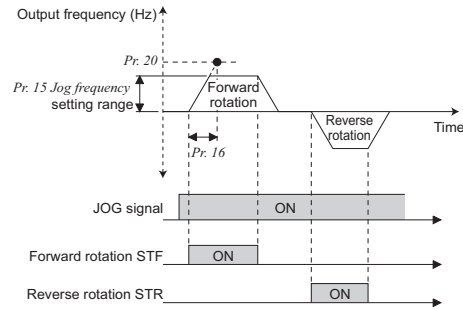 Output frequency (Hz)
Pr. 20
Pr. 15 Jog frequency
setting range
Forward
rotation
Reverse
rotation
Time
Pr. 16
JOG signal
ON
Forward rotation STF
ON
Reverse rotation STR
ON